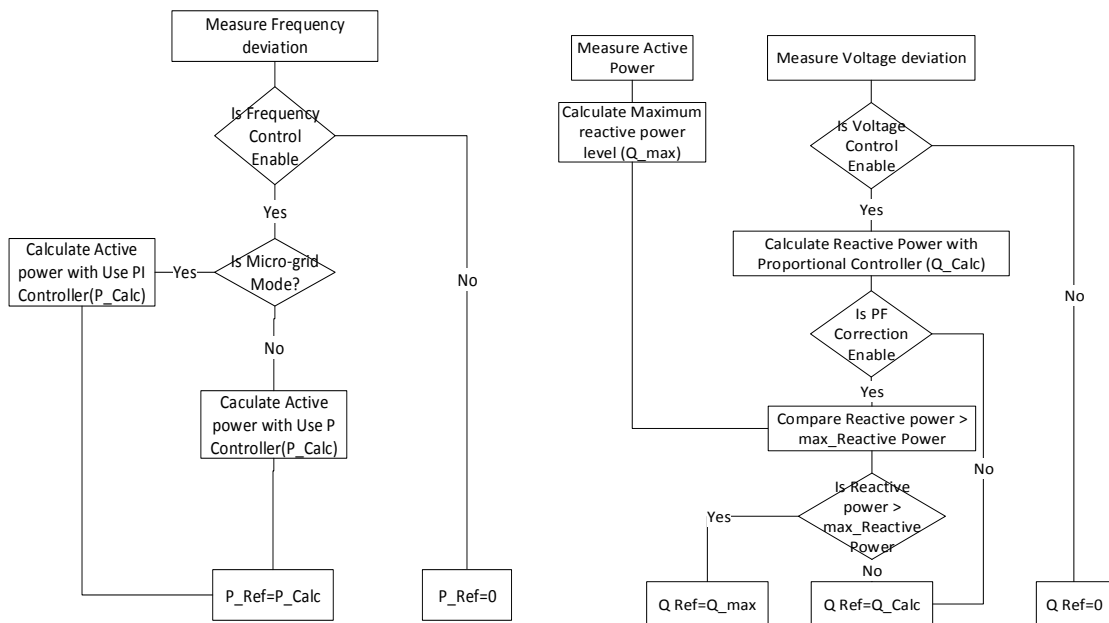 Measure Frequency
deviation
Is Frequency
Control
Enable
Yes
Is Micro-grid
Mode?
Yes
Calculate Active
power with Use PI
Controller(P_Calc)
No
No
Caculate Active
power with Use P
Controller(P_Calc)
P_Ref=P_Calc
P_Ref=0
Measure Active
Power
Calculate Maximum
reactive power
level (Q_max)
Measure Voltage deviation
Is Voltage
Control
Enable
Yes
Calculate Reactive Power with
Proportional Controller (Q_Calc)
No
Is PF
Correction
Enable
Yes
Compare Reactive power >
max_Reactive Power
No
Is Reactive
power >
max_Reactive
Power
Yes
No
Q Ref=Q_max
Q Ref=Q_Calc
Q Ref=0